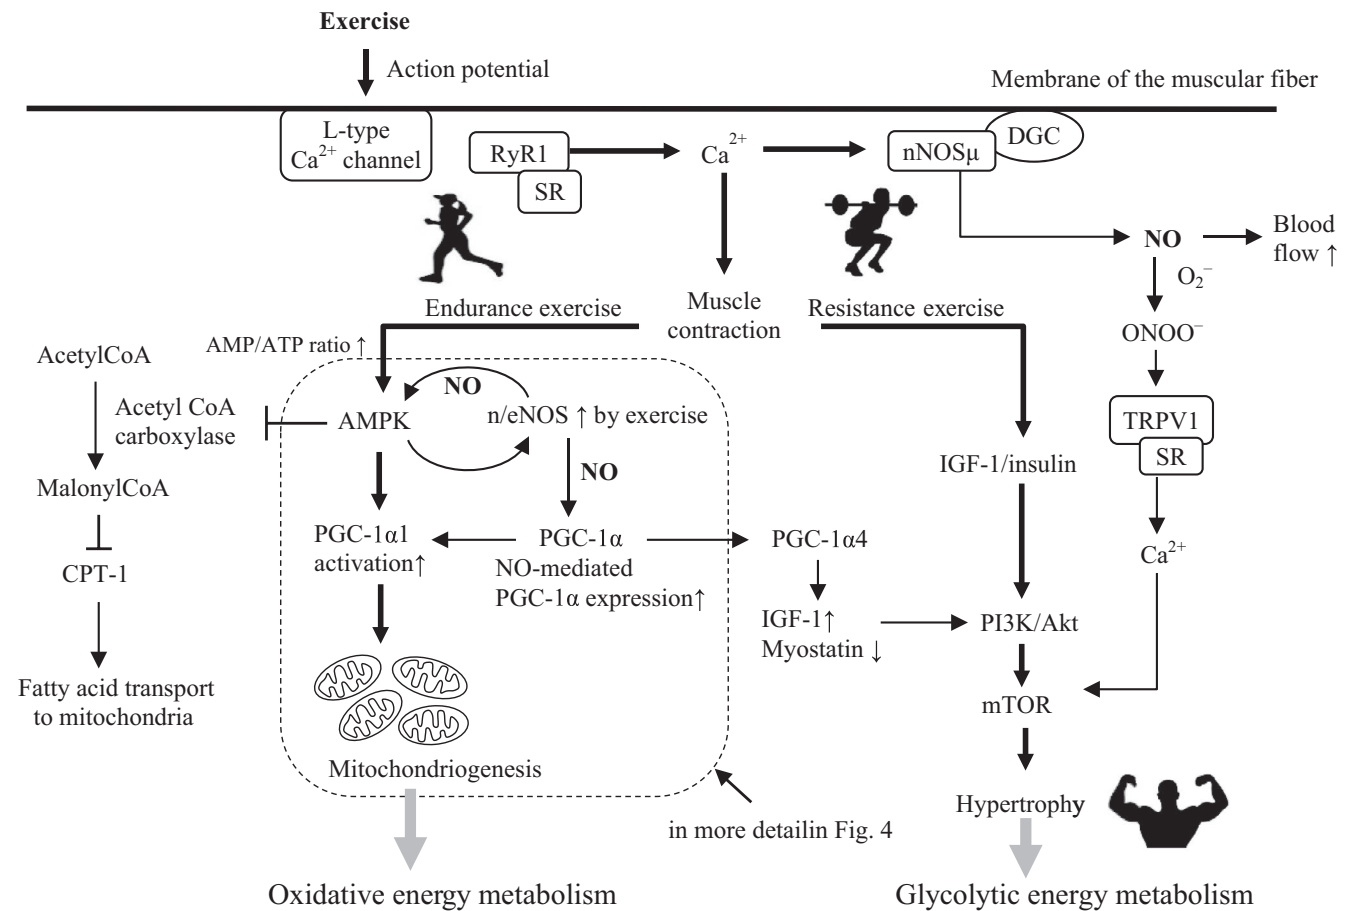 Exercise
Action potential
Membrane of the muscular fiber
L-type
Ca²⁺ channel
RyR1
SR
Ca²⁺
nNOSμ
DGC
NO
Blood
flow ↑
O₂⁻
Endurance exercise
Muscle
contraction
Resistance exercise
ONOO⁻
AMP/ATP ratio ↑
AcetylCoA
Acetyl CoA
carboxylase
AMPK
NO
n/eNOS ↑ by exercise
TRPV1
SR
IGF-1/insulin
NO
MalonylCoA
PGC-1α1
activation↑
PGC-1α
NO-mediated
PGC-1α expression↑
PGC-1α4
Ca²⁺
CPT-1
IGF-1↑
Myostatin ↓
PI3K/Akt
Fatty acid transport
to mitochondria
mTOR
Mitochondriogenesis
Hypertrophy
in more detailin Fig. 4
Oxidative energy metabolism
Glycolytic energy metabolism